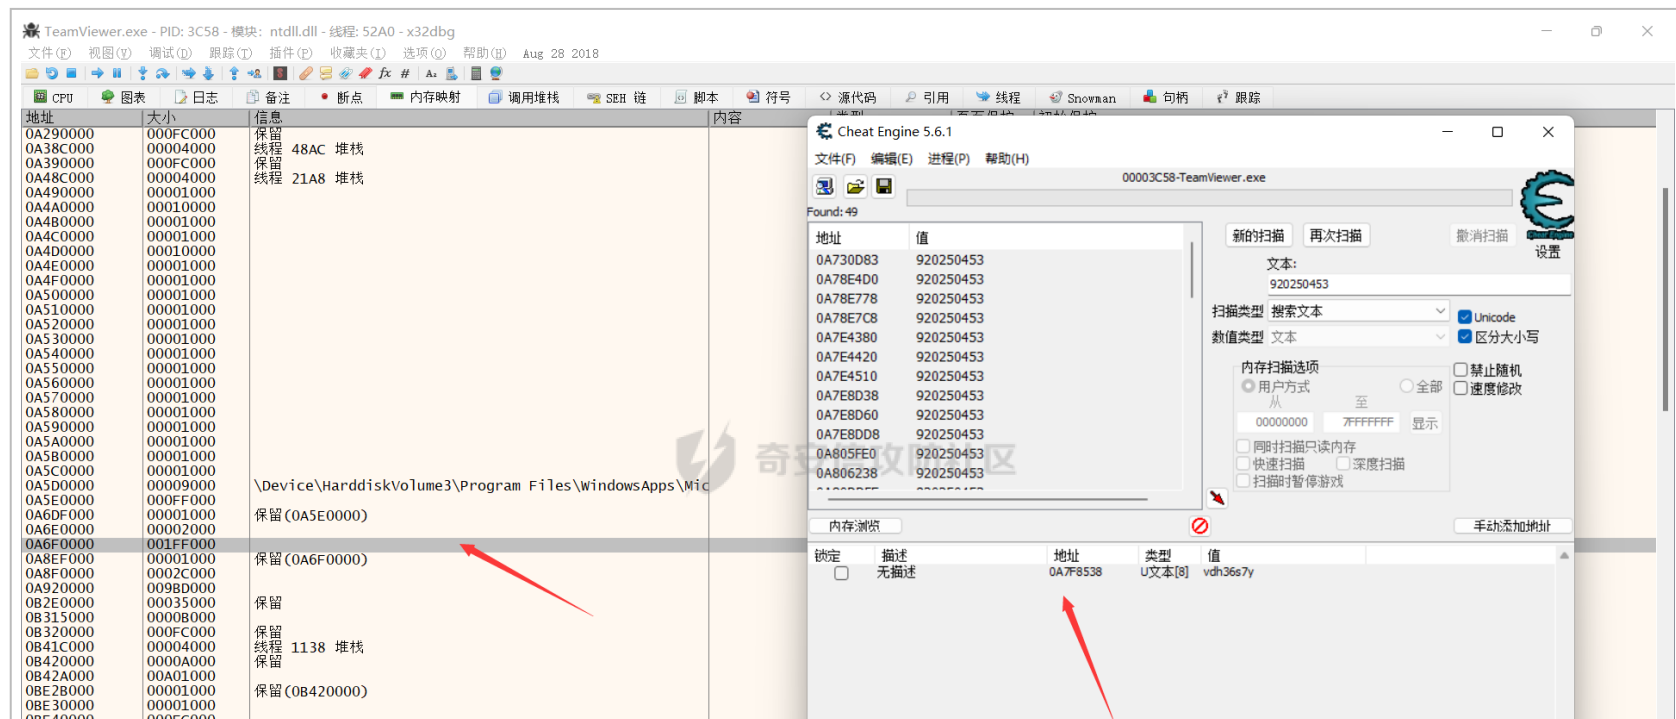 TeamViewer.exe - PID: 3C58 - 模块: ntdll.dll - 线程: 52A0 - x32dbg
文件(F) 视图(V) 调试(D) 跟踪(T) 插件(P) 收藏夹(I) 选项(O) 帮助(H) Aug 28 2018
CPU 图表 日志 备注 断点 内存映射 调用堆栈 SEH 链 脚本 符号 源代码 引用 线程 Snowman 句柄 跟踪
地址 大小 信息 内容
0A290000 000FC000 保留
0A38C000 00004000 线程 48AC 堆栈
0A390000 000FC000 保留
0A48C000 00004000 线程 21A8 堆栈
0A490000 00001000
0A4A0000 00010000
0A4B0000 00001000
0A4C0000 00001000
0A4D0000 00010000
0A4E0000 00001000
0A4F0000 00001000
0A500000 00001000
0A510000 00001000
0A520000 00001000
0A530000 00001000
0A540000 00001000
0A550000 00001000
0A560000 00001000
0A570000 00001000
0A580000 00001000
0A590000 00001000
0A5A0000 00001000
0A5B0000 00001000
0A5C0000 00001000
0A5D0000 00009000 \Device\HarddiskVolume3\Program Files\WindowsApps\Mic
0A5E0000 000FF000
0A6DF000 00001000 保留(0A5E0000)
0A6E0000 00002000
0A6F0000 001FF000
0A8EF000 00001000 保留(0A6F0000)
0A8F0000 0002C000
0A920000 009BD000
0B2E0000 00035000 保留
0B315000 0000B000
0B320000 000FC000 保留
0B41C000 00004000 线程 1138 堆栈
0B420000 0000A000 保留
0B42A000 00A01000
0BE2B000 00001000 保留(0B420000)
0BE30000 00001000
0BE40000 000FC000
Cheat Engine 5.6.1
文件(F) 编辑(E) 进程(P) 帮助(H)
00003C58-TeamViewer.exe
Found: 49
地址 值
0A730D83 920250453
0A78E4D0 920250453
0A78E778 920250453
0A78E7C8 920250453
0A7E4380 920250453
0A7E4420 920250453
0A7E4510 920250453
0A7E8D38 920250453
0A7E8D60 920250453
0A7E8DD8 920250453
0A805FE0 920250453
0A806238 920250453
新的扫描 再次扫描 撤消扫描
Cheat Engine
设置
文本:
920250453
扫描类型 搜索文本
Unicode
数值类型 文本
区分大小写
内存扫描选项
用户方式 全部
从 至
00000000 7FFFFFFF 显示
同时扫描只读内存
快速扫描 深度扫描
扫描时暂停游戏
禁止随机
速度修改
内存浏览 手动添加地址
锁定 描述 地址 类型 值
无描述 0A7F8538 U文本[8] vdh36s7y
奇安信攻防社区